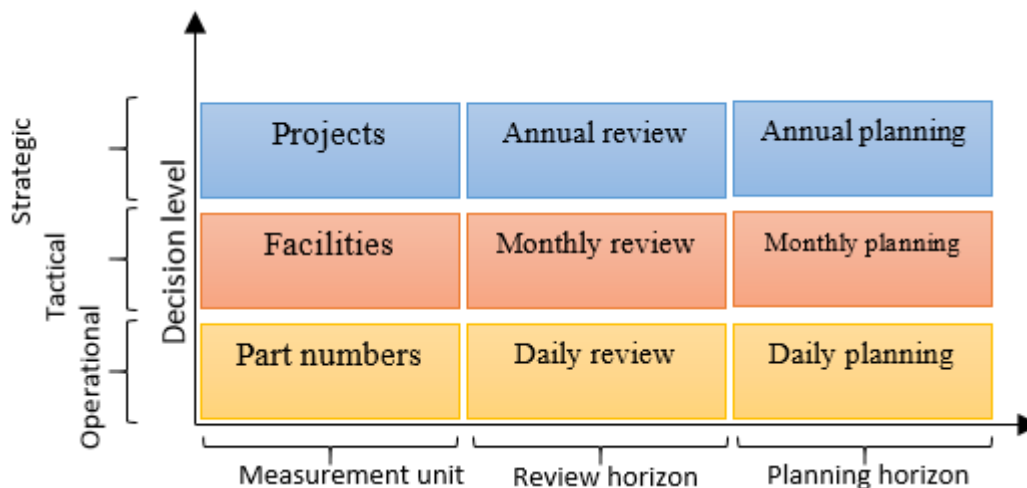 Strategic
Tactical
Operational
Decision level
Projects
Annual review
Annual planning
Facilities
Monthly review
Monthly planning
Part numbers
Daily review
Daily planning
Measurement unit
Review horizon
Planning horizon